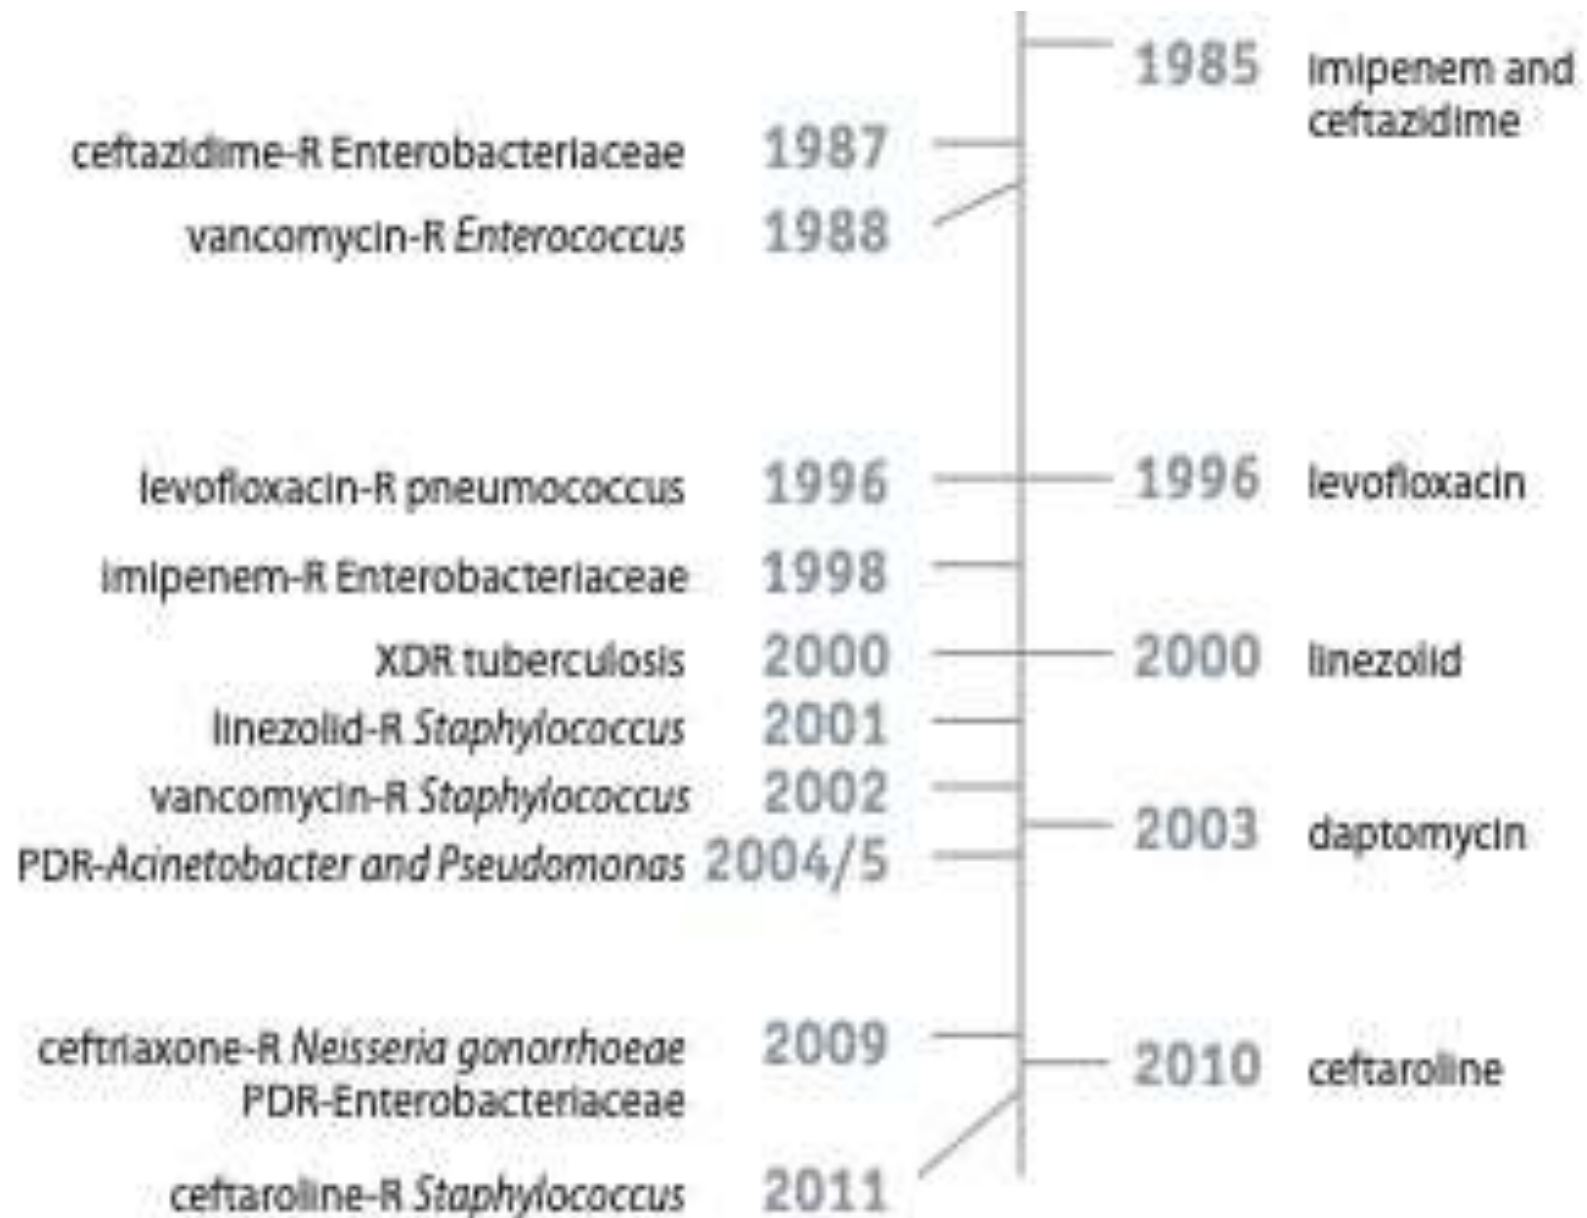 1985 imipenem and
ceftazidime
ceftazidime-R Enterobacteriaceae 1987
vancomycin-R Enterococcus 1988
levofloxacin-R pneumococcus 1996 1996 levofloxacin
imipenem-R Enterobacteriaceae 1998
XDR tuberculosis 2000 2000 linezolid
linezolid-R Staphylococcus 2001
vancomycin-R Staphylococcus 2002
2003 daptomycin
PDR-Acinetobacter and Pseudomonas 2004/5
ceftriaxone-R Neisseria gonorrhoeae 2009
PDR-Enterobacteriaceae
2010 ceftaroline
ceftaroline-R Staphylococcus 2011